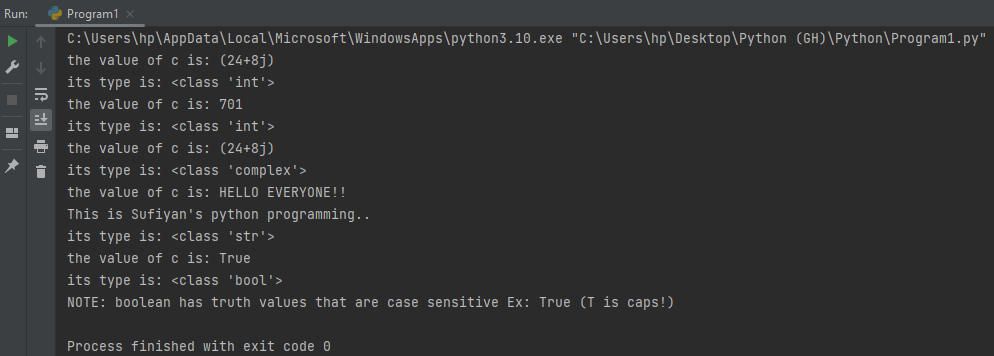 Run:
Program1
C:\Users\hp\AppData\Local\Microsoft\WindowsApps\python3.10.exe "C:\Users\hp\Desktop\Python (GH)\Python\Program1.py"
the value of c is: (24+8j)
its type is: <class 'int'>
the value of c is: 701
its type is: <class 'int'>
the value of c is: (24+8j)
its type is: <class 'complex'>
the value of c is: HELLO EVERYONE!!
This is Sufiyan's python programming..
its type is: <class 'str'>
the value of c is: True
its type is: <class 'bool'>
NOTE: boolean has truth values that are case sensitive Ex: True (T is caps!)
Process finished with exit code 0